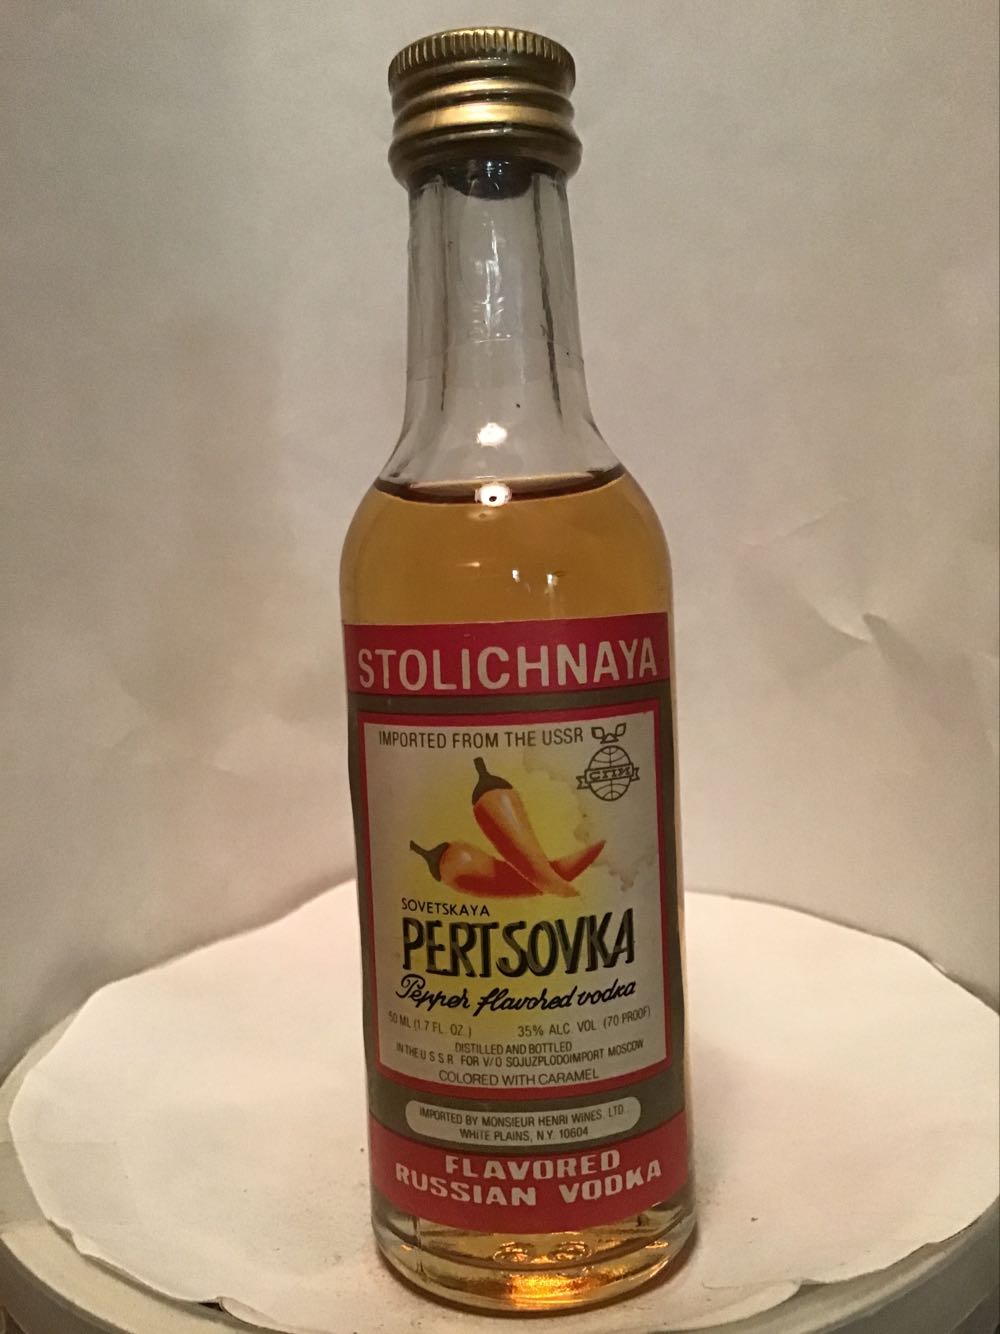 STOLICHNAYA
IMPORTED FROM THE USSR
СПИ
SOVETSKAYA
PERTSOVKA
Pepper flavored vodka
50 ML (1.7 FL. OZ.) 35% ALC. VOL. (70 PROOF)
DISTILLED AND BOTTLED
IN THE U S S R FOR V/O SOJUZPLODOIMPORT MOSCOW
COLORED WITH CARAMEL
IMPORTED BY MONSIEUR HENRI WINES, LTD.
WHITE PLAINS, N.Y. 10604
FLAVORED
RUSSIAN VODKA